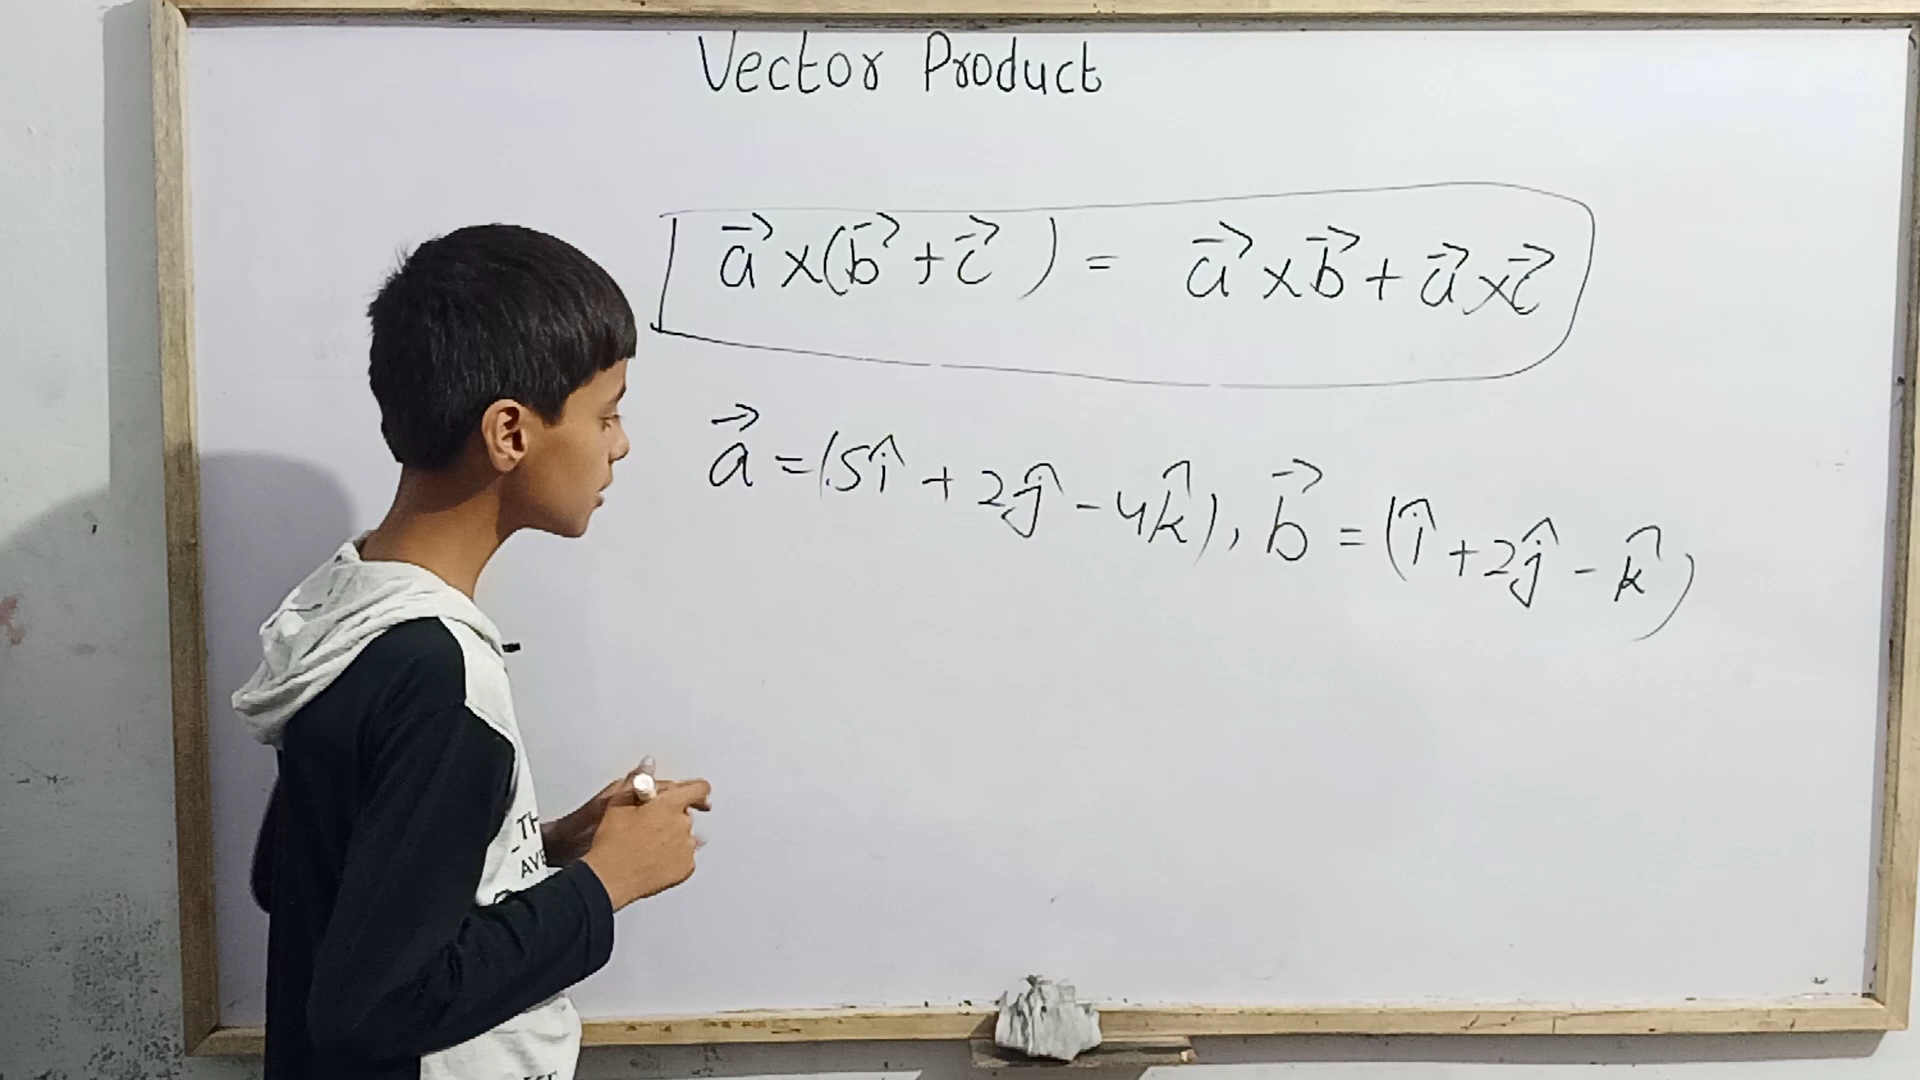 Vector Product
a⃗ ×(b⃗ + c⃗ ) = a⃗ × b⃗ + a⃗ × c⃗
a⃗ = (5î + 2ĵ - 4k̂), b⃗ = (î + 2ĵ - k̂)